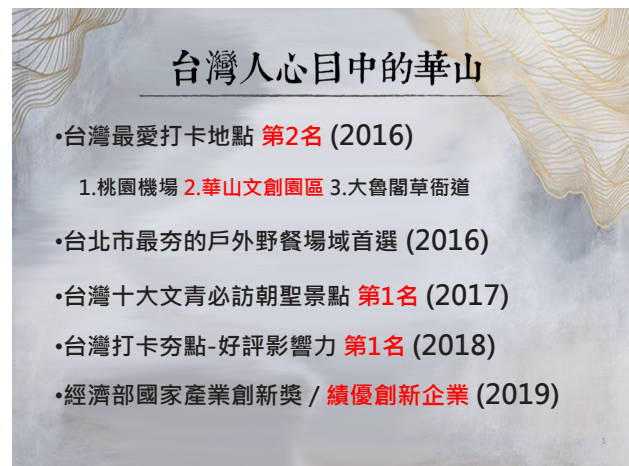 台灣人心目中的華山
•台灣最愛打卡地點 第2名 (2016)
1.桃園機場 2.華山文創園區 3.大魯閣草衙道
•台北市最夯的戶外野餐場域首選 (2016)
•台灣十大文青必訪朝聖景點 第1名 (2017)
•台灣打卡夯點-好評影響力 第1名 (2018)
•經濟部國家產業創新獎 / 績優創新企業 (2019)
1